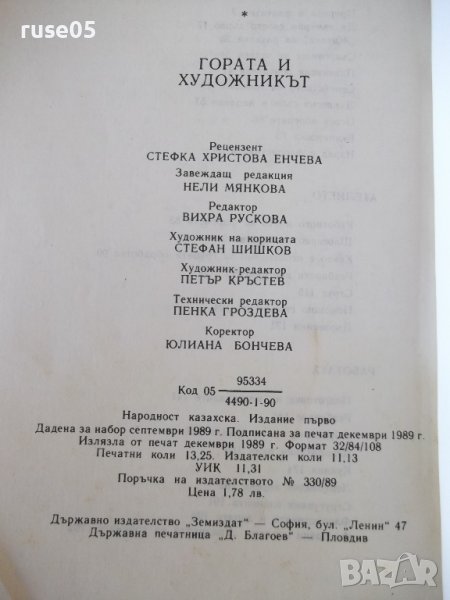 ruse05
*
ГОРАТА И
ХУДОЖНИКЪТ
Рецензент
СТЕФКА ХРИСТОВА ЕНЧЕВА
Завеждащ редакция
НЕЛИ МЯНКОВА
Редактор
ВИХРА РУСКОВА
Художник на корицата
СТЕФАН ШИШКОВ
Художник-редактор
ПЕТЪР КРЪСТЕВ
Технически редактор
ПЕНКА ГРОЗДЕВА
Коректор
ЮЛИАНА БОНЧЕВА
95334
Код 05
4490-1-90
Народност казахска. Издание първо
Дадена за набор септември 1989 г. Подписана за печат декември 1989 г.
Излязла от печат декември 1989 г. Формат 32/84/108
Печатни коли 13,25. Издателски коли 11.13
УИК 11,31
Поръчка на издателството № 330/89
Цена 1,78 лв.
Държавно издателство „Земиздат" — София, бул. „Ленин" 47
Държавна печатница „Д. Благоев" — Пловдив
BAZAR